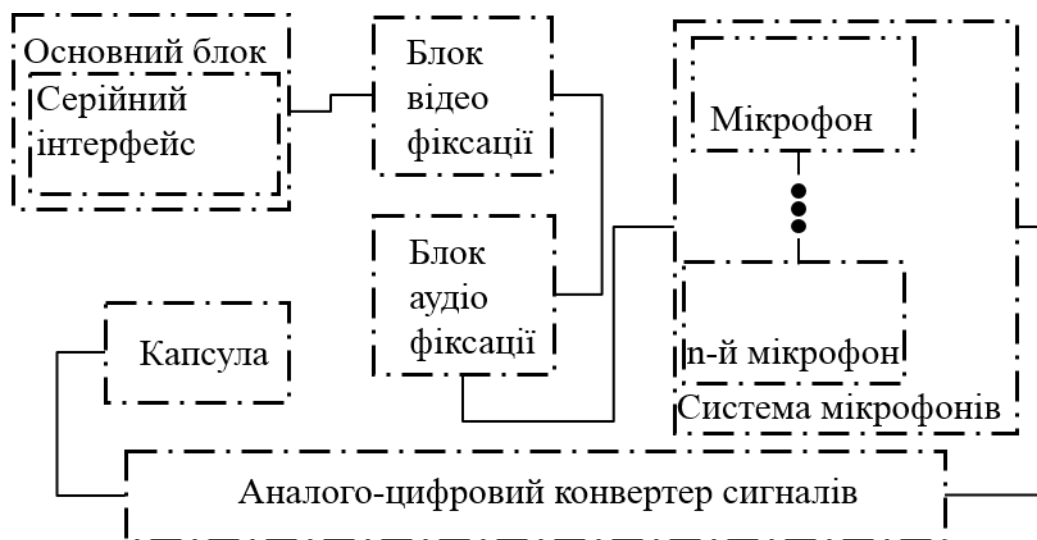 Основний блок
Серійний
інтерфейс
Блок
відео
фіксації
Блок
аудіо
фіксації
Мікрофон
n-й мікрофон
Система мікрофонів
Капсула
Аналого-цифровий конвертер сигналів